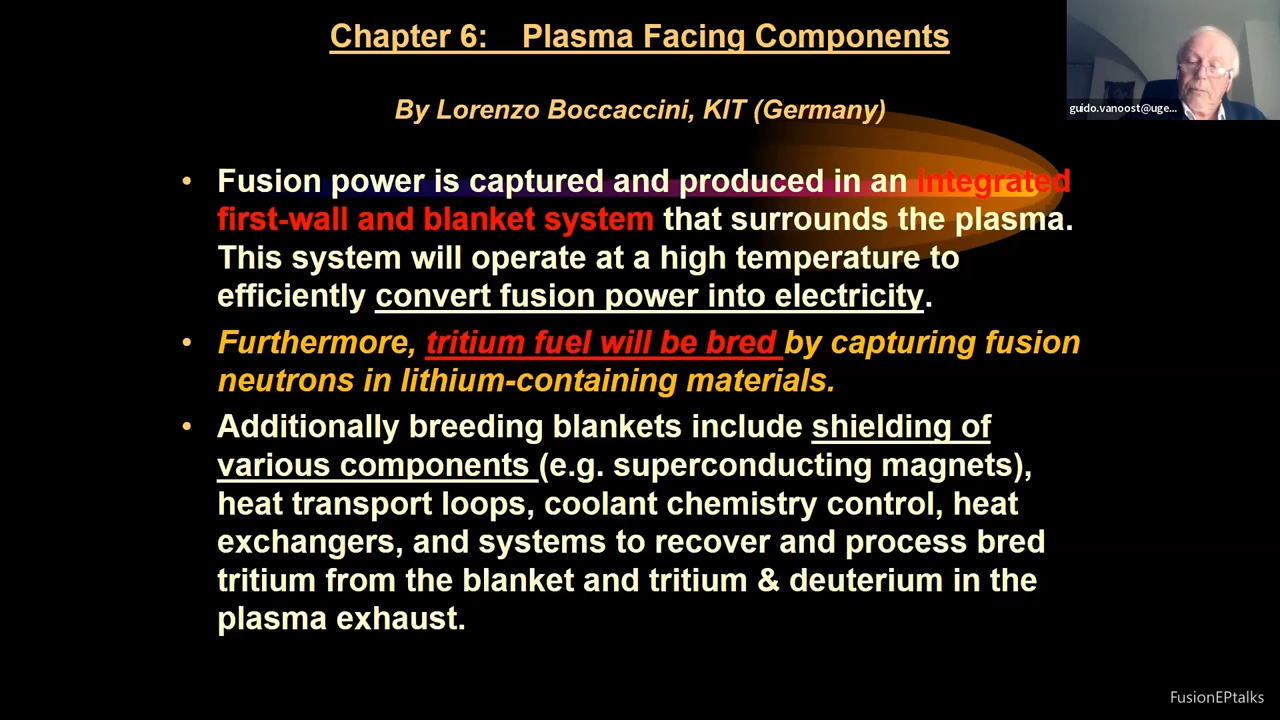 Chapter 6: Plasma Facing Components
guido.vanoost@uge...
By Lorenzo Boccaccini, KIT (Germany)
• Fusion power is captured and produced in an integrated
first-wall and blanket system that surrounds the plasma.
This system will operate at a high temperature to
efficiently convert fusion power into electricity.
• Furthermore, tritium fuel will be bred by capturing fusion
neutrons in lithium-containing materials.
• Additionally breeding blankets include shielding of
various components (e.g. superconducting magnets),
heat transport loops, coolant chemistry control, heat
exchangers, and systems to recover and process bred
tritium from the blanket and tritium & deuterium in the
plasma exhaust.
FusionEPtalks